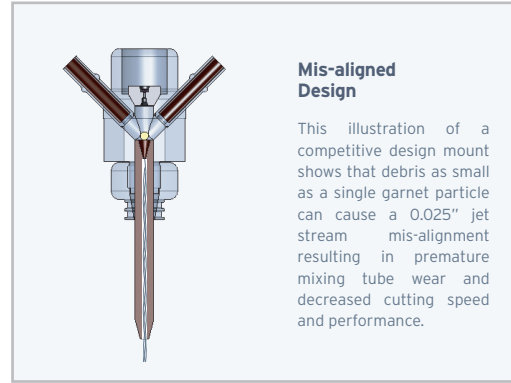 Mis-aligned
Design
This illustration of a
competitive design mount
shows that debris as small
as a single garnet particle
can cause a 0.025” jet
stream mis-alignment
resulting in premature
mixing tube wear and
decreased cutting speed
and performance.